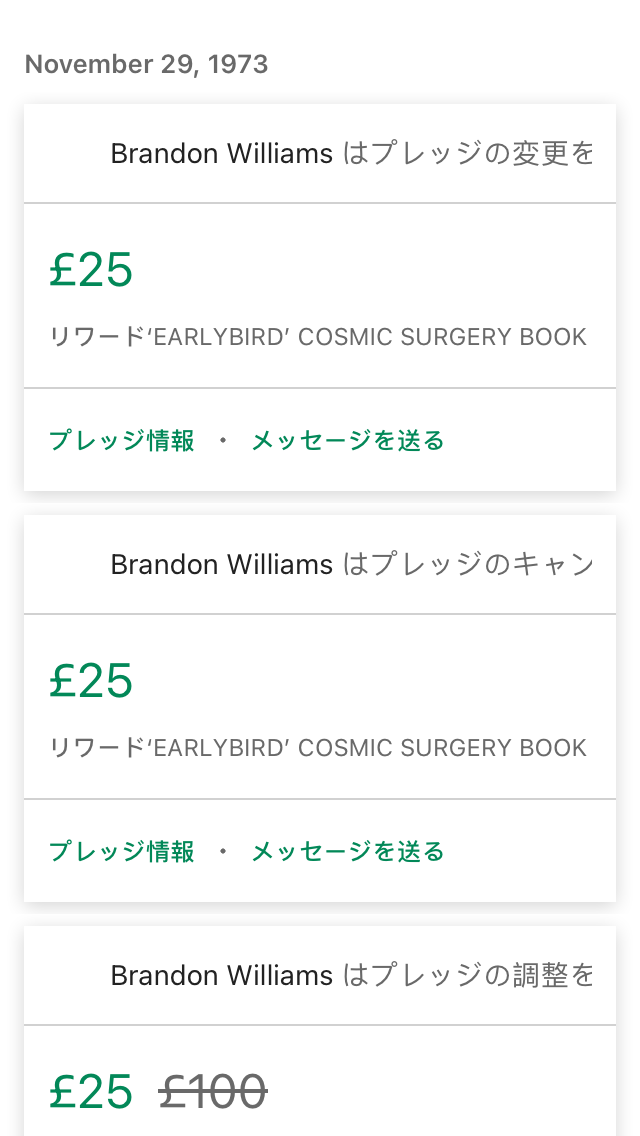 November 29, 1973
Brandon Williams はプレッジの変更を
£25
リワード‘EARLYBIRD’ COSMIC SURGERY BOOK
プレッジ情報 ・ メッセージを送る
Brandon Williams はプレッジのキャン
£25
リワード‘EARLYBIRD’ COSMIC SURGERY BOOK
プレッジ情報 ・ メッセージを送る
Brandon Williams はプレッジの調整を
£25 £100